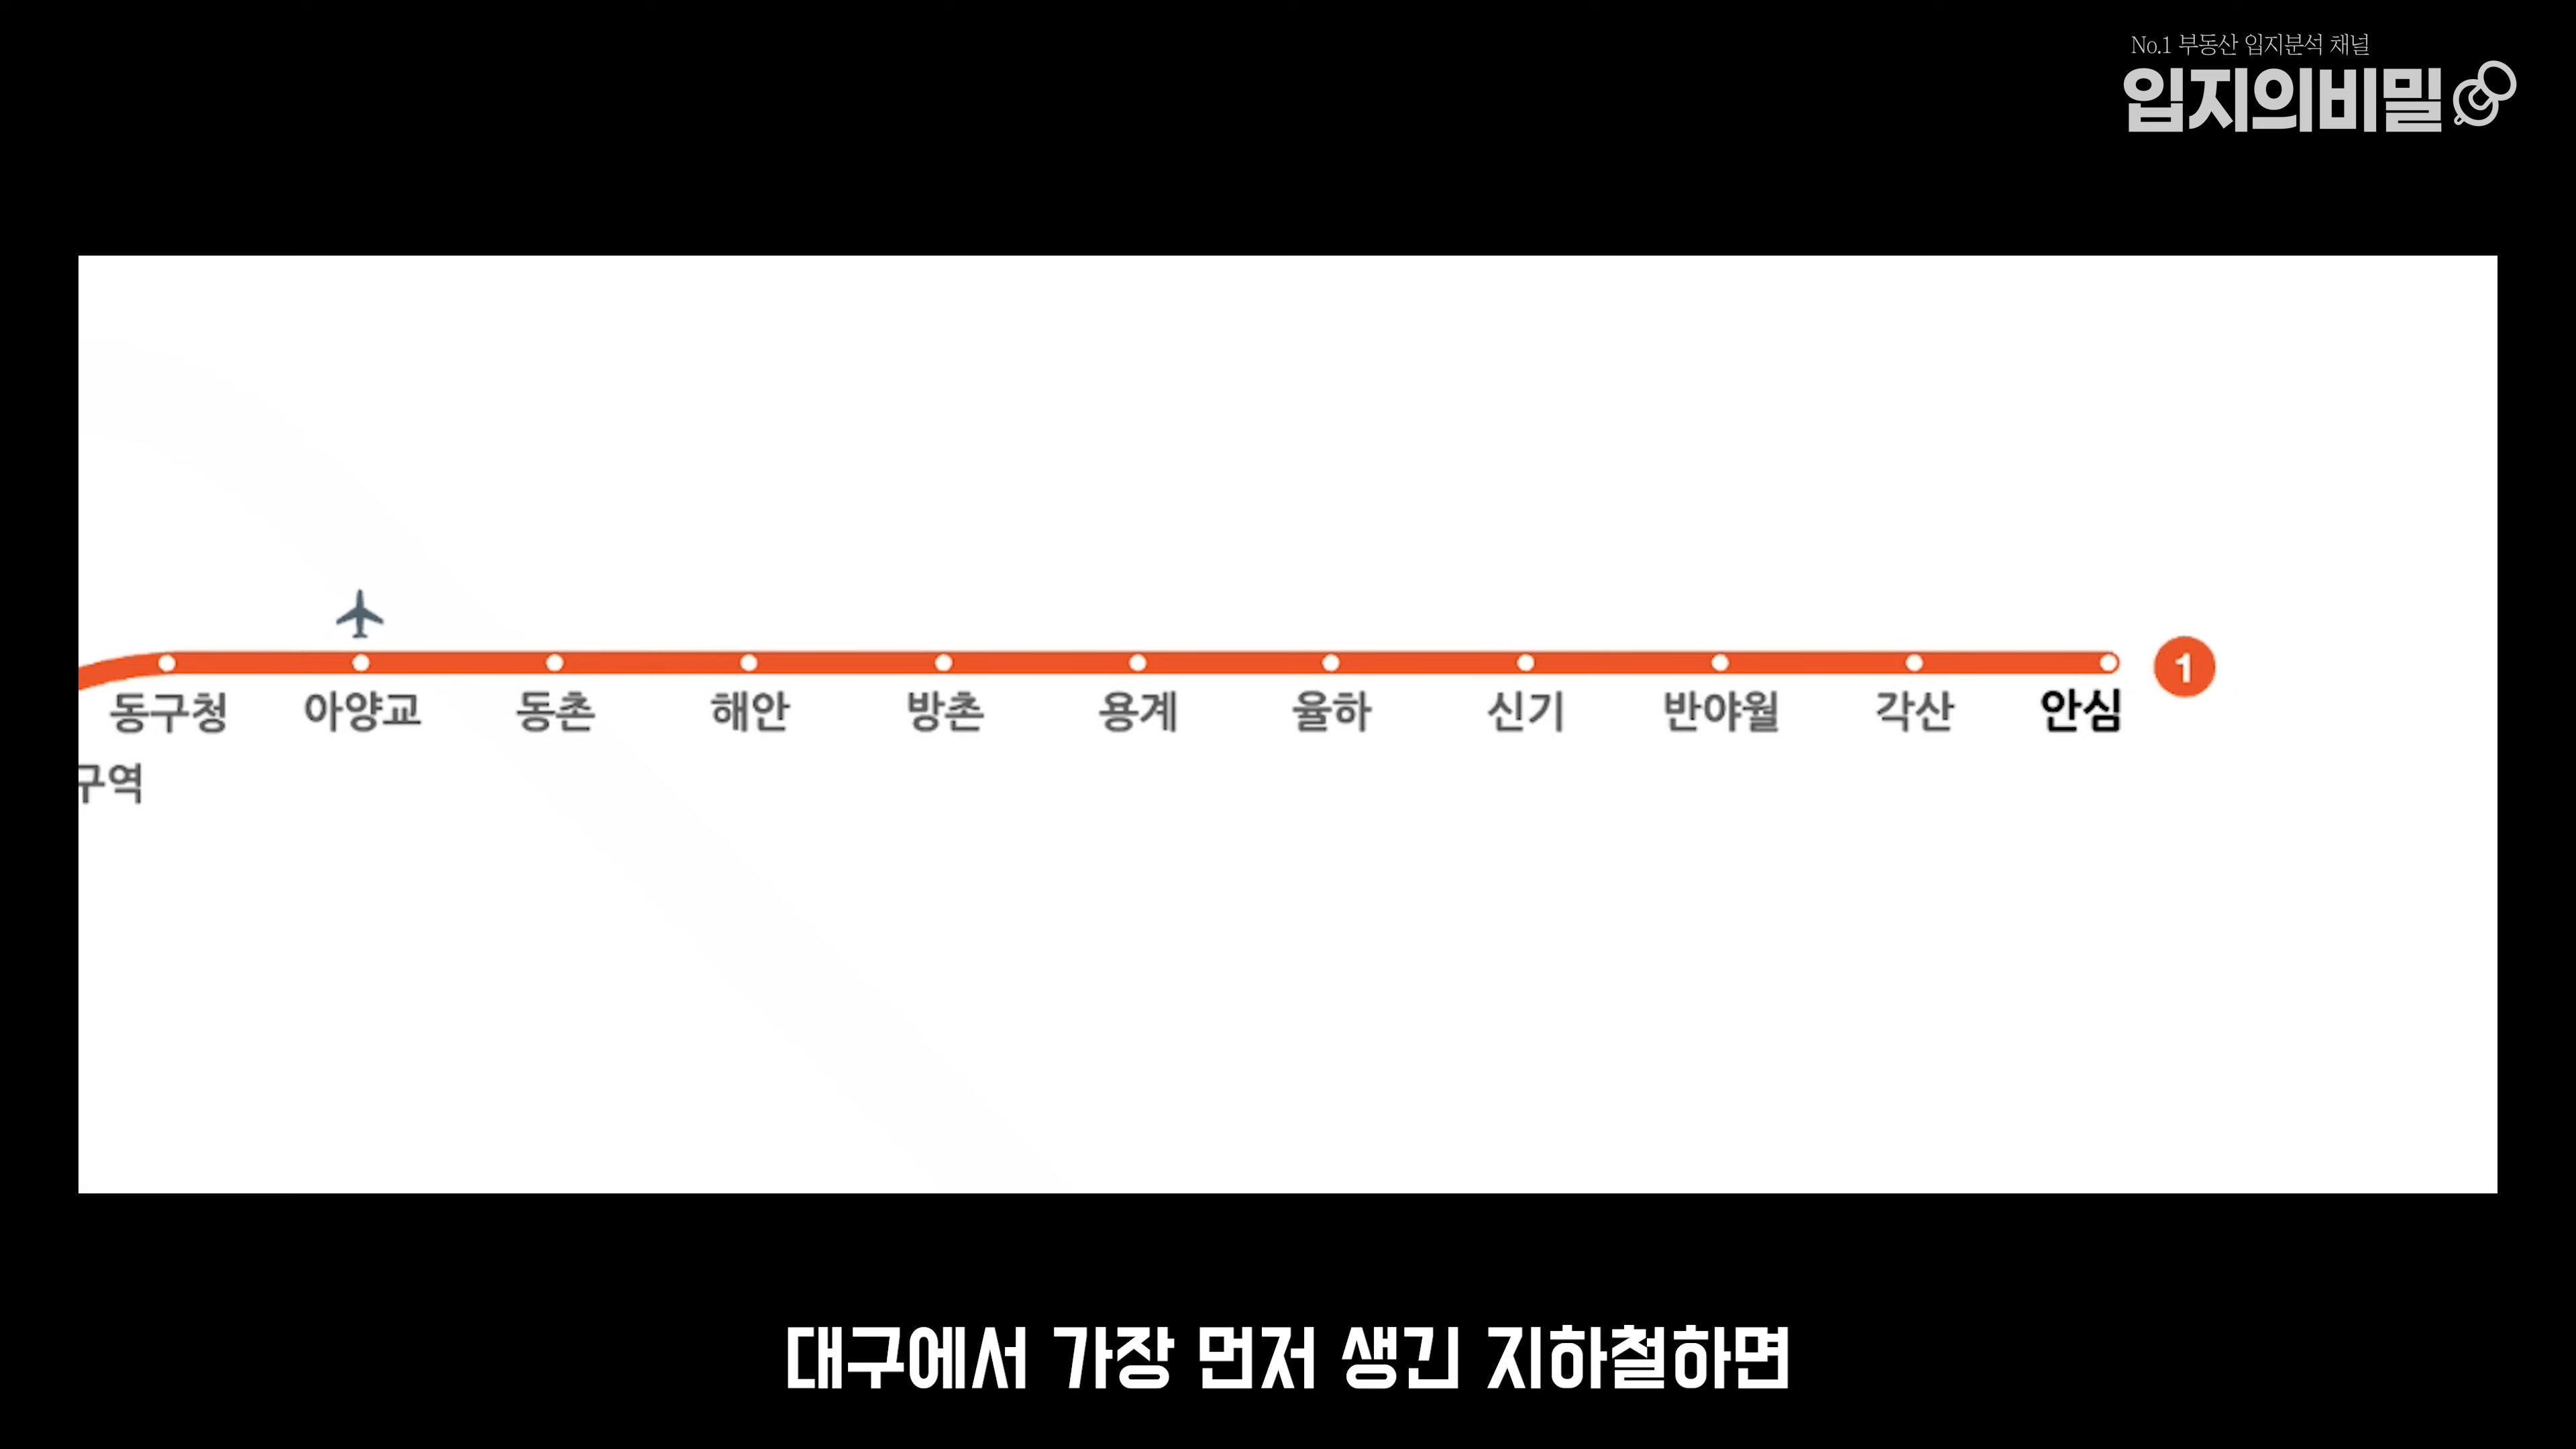 No.1 부동산 입지분석 채널
입지의비밀
1
동구청 아양교 동촌 해안 방촌 용계 율하 신기 반야월 각산 안심
구역
대구에서 가장 먼저 생긴 지하철하면